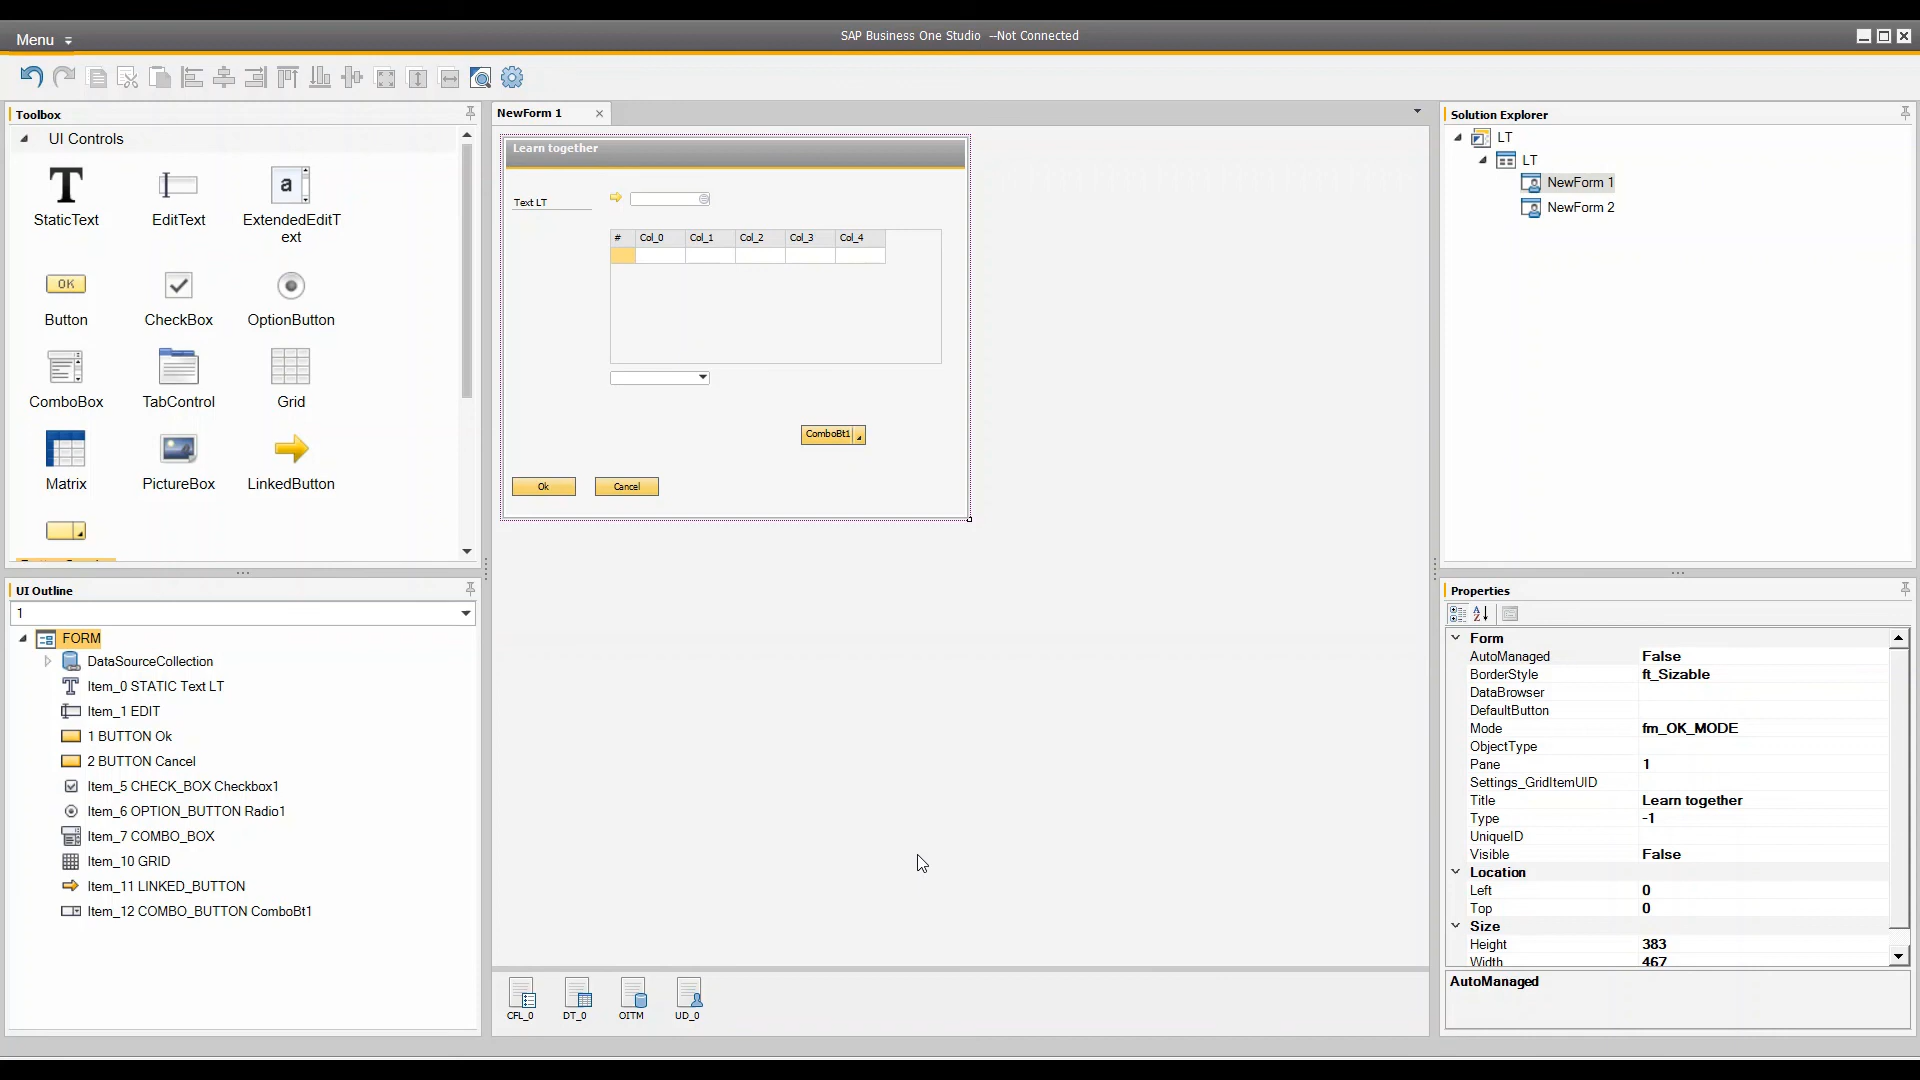 Menu
SAP Business One Studio --Not Connected
Toolbox
UI Controls
StaticText
EditText
ExtendedEditT
ext
Button
CheckBox
OptionButton
ComboBox
TabControl
Grid
Matrix
PictureBox
LinkedButton
UI Outline
1
FORM
DataSourceCollection
Item_0 STATIC Text LT
Item_1 EDIT
1 BUTTON Ok
2 BUTTON Cancel
Item_5 CHECK_BOX Checkbox1
Item_6 OPTION_BUTTON Radio1
Item_7 COMBO_BOX
Item_10 GRID
Item_11 LINKED_BUTTON
Item_12 COMBO_BUTTON ComboBt1
NewForm 1
Learn together
Text LT
# Col_0 Col_1 Col_2 Col_3 Col_4
ComboBt1
Ok Cancel
CFL_0 DT_0 OITM UD_0
Solution Explorer
LT
LT
NewForm 1
NewForm 2
Properties
Form
AutoManaged False
BorderStyle ft_Sizable
DataBrowser
DefaultButton
Mode fm_OK_MODE
ObjectType
Pane 1
Settings_GridItemUID
Title Learn together
Type -1
UniqueID
Visible False
Location
Left 0
Top 0
Size
Height 383
Width 467
AutoManaged